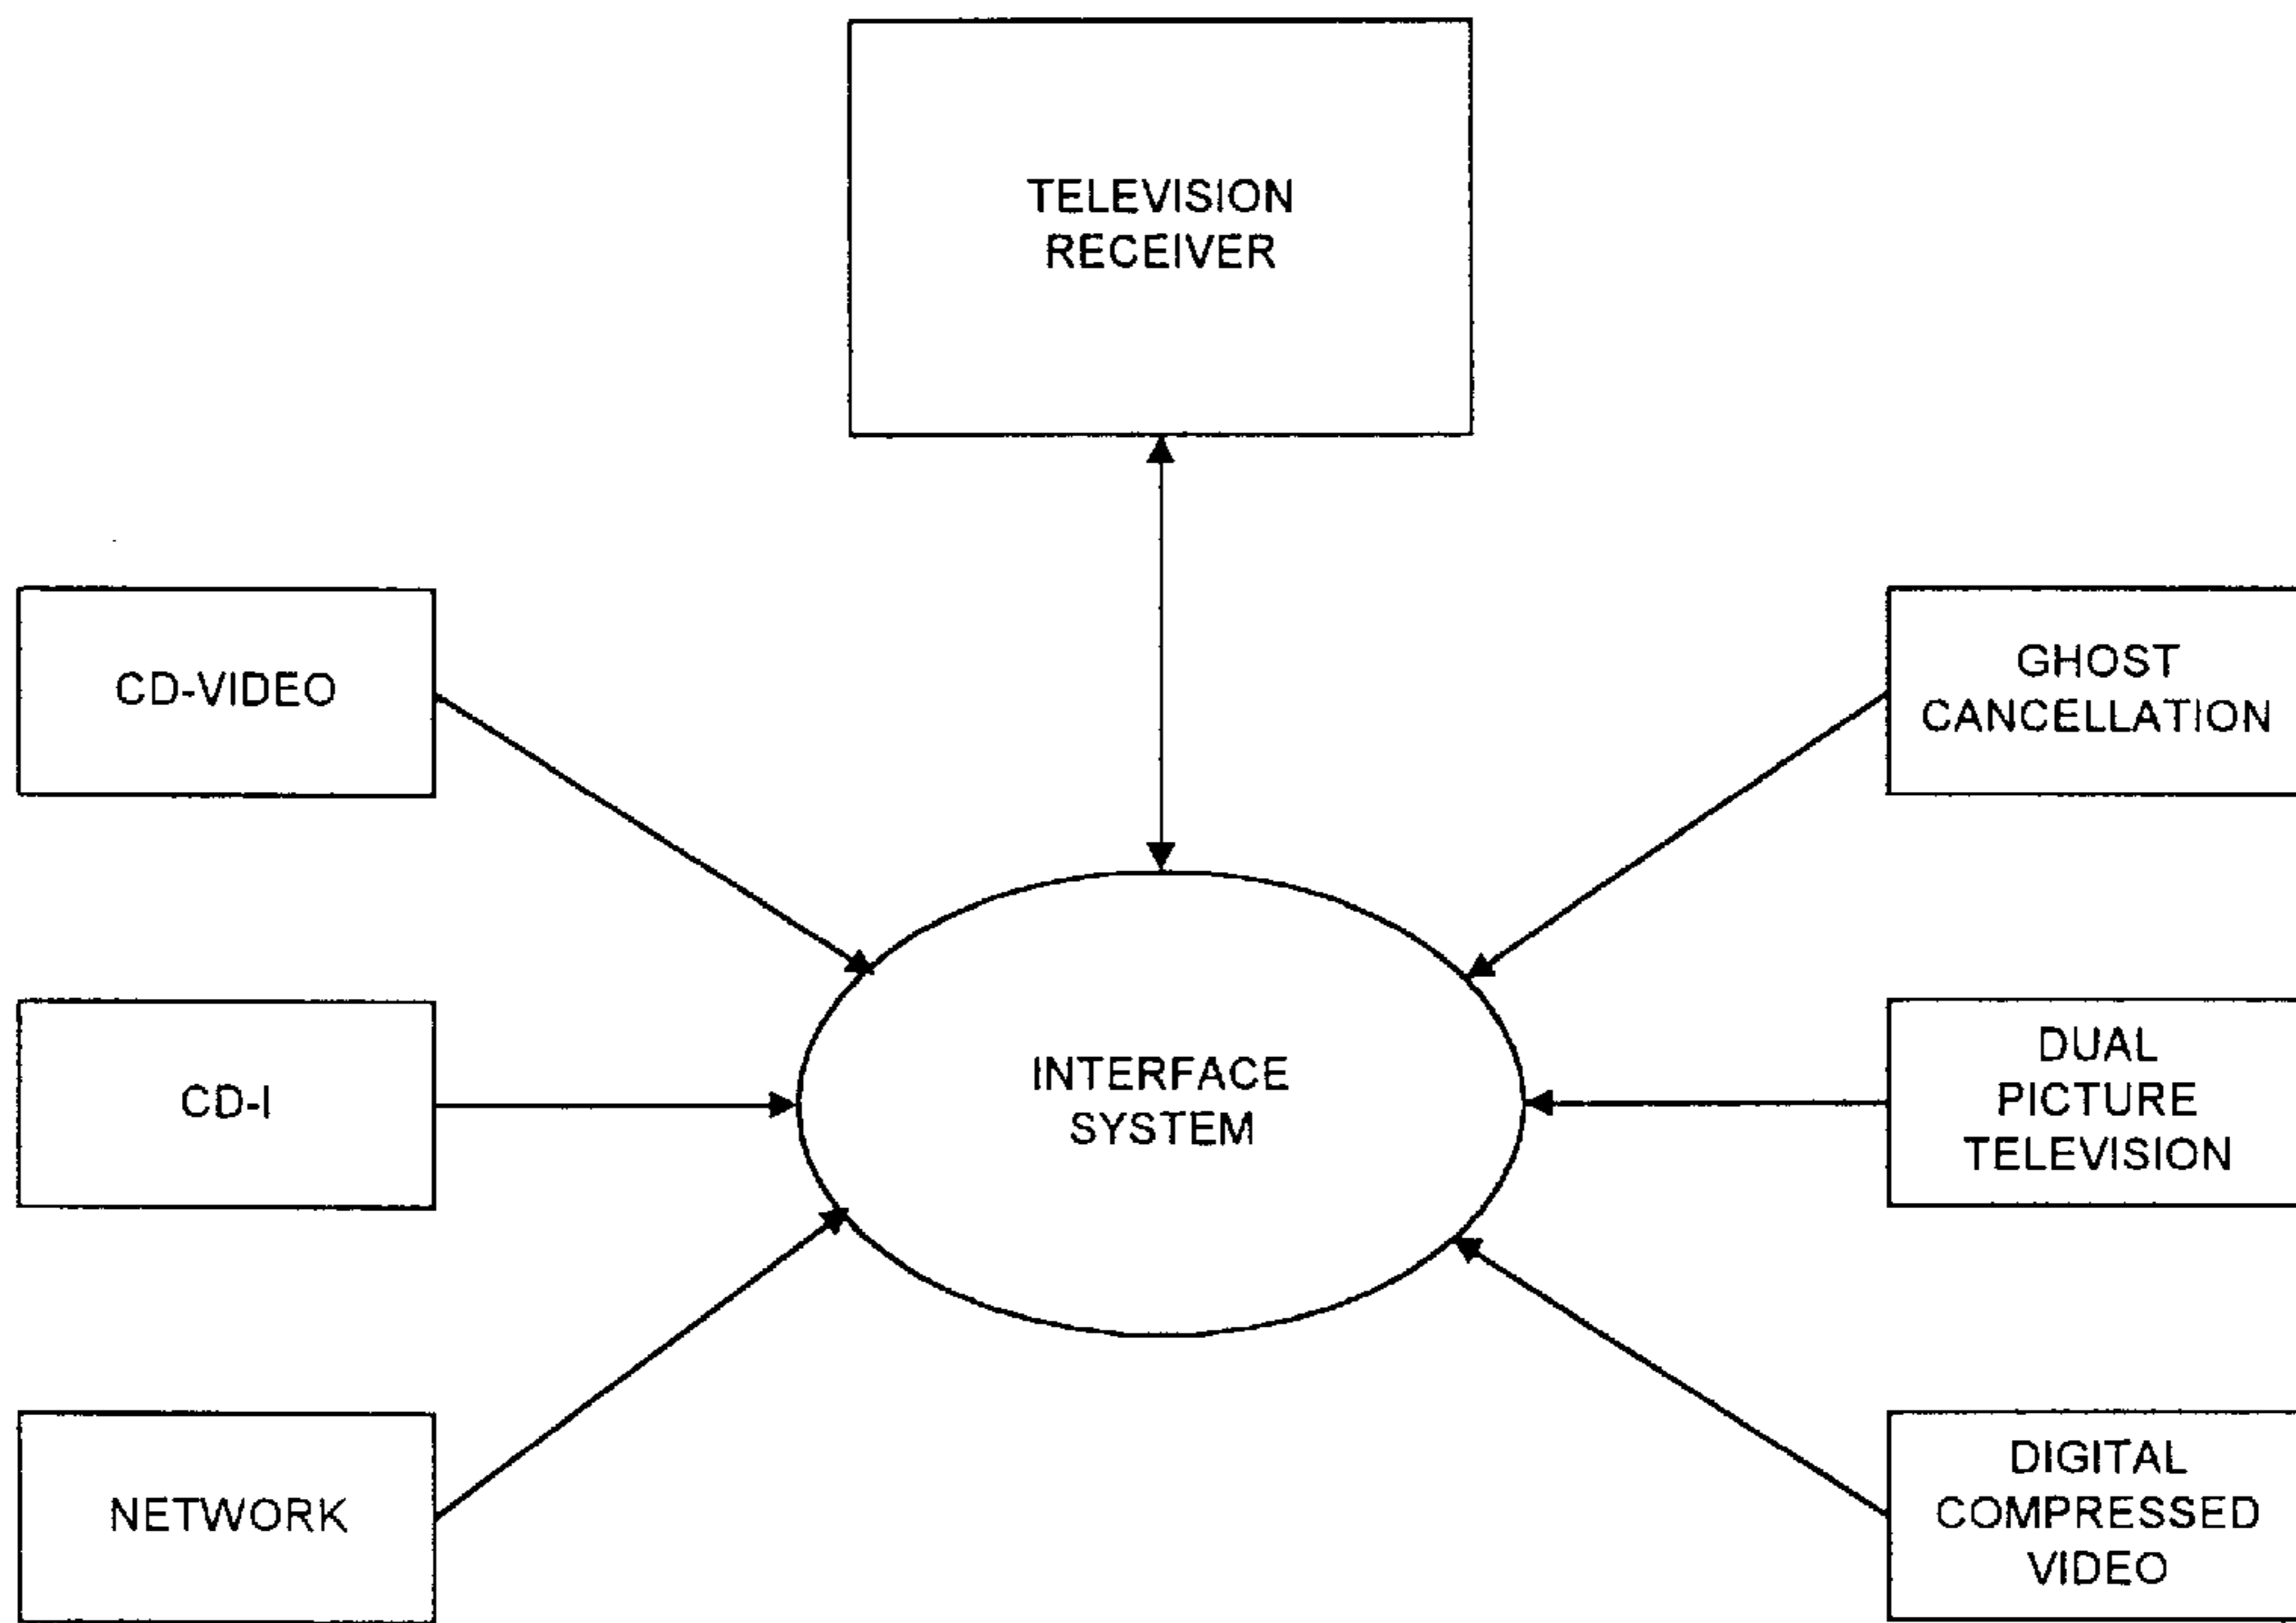 TELEVISION
RECEIVER
CD-VIDEO
GHOST
CANCELLATION
CD-I
INTERFACE
SYSTEM
DUAL
PICTURE
TELEVISION
NETWORK
DIGITAL
COMPRESSED
VIDEO